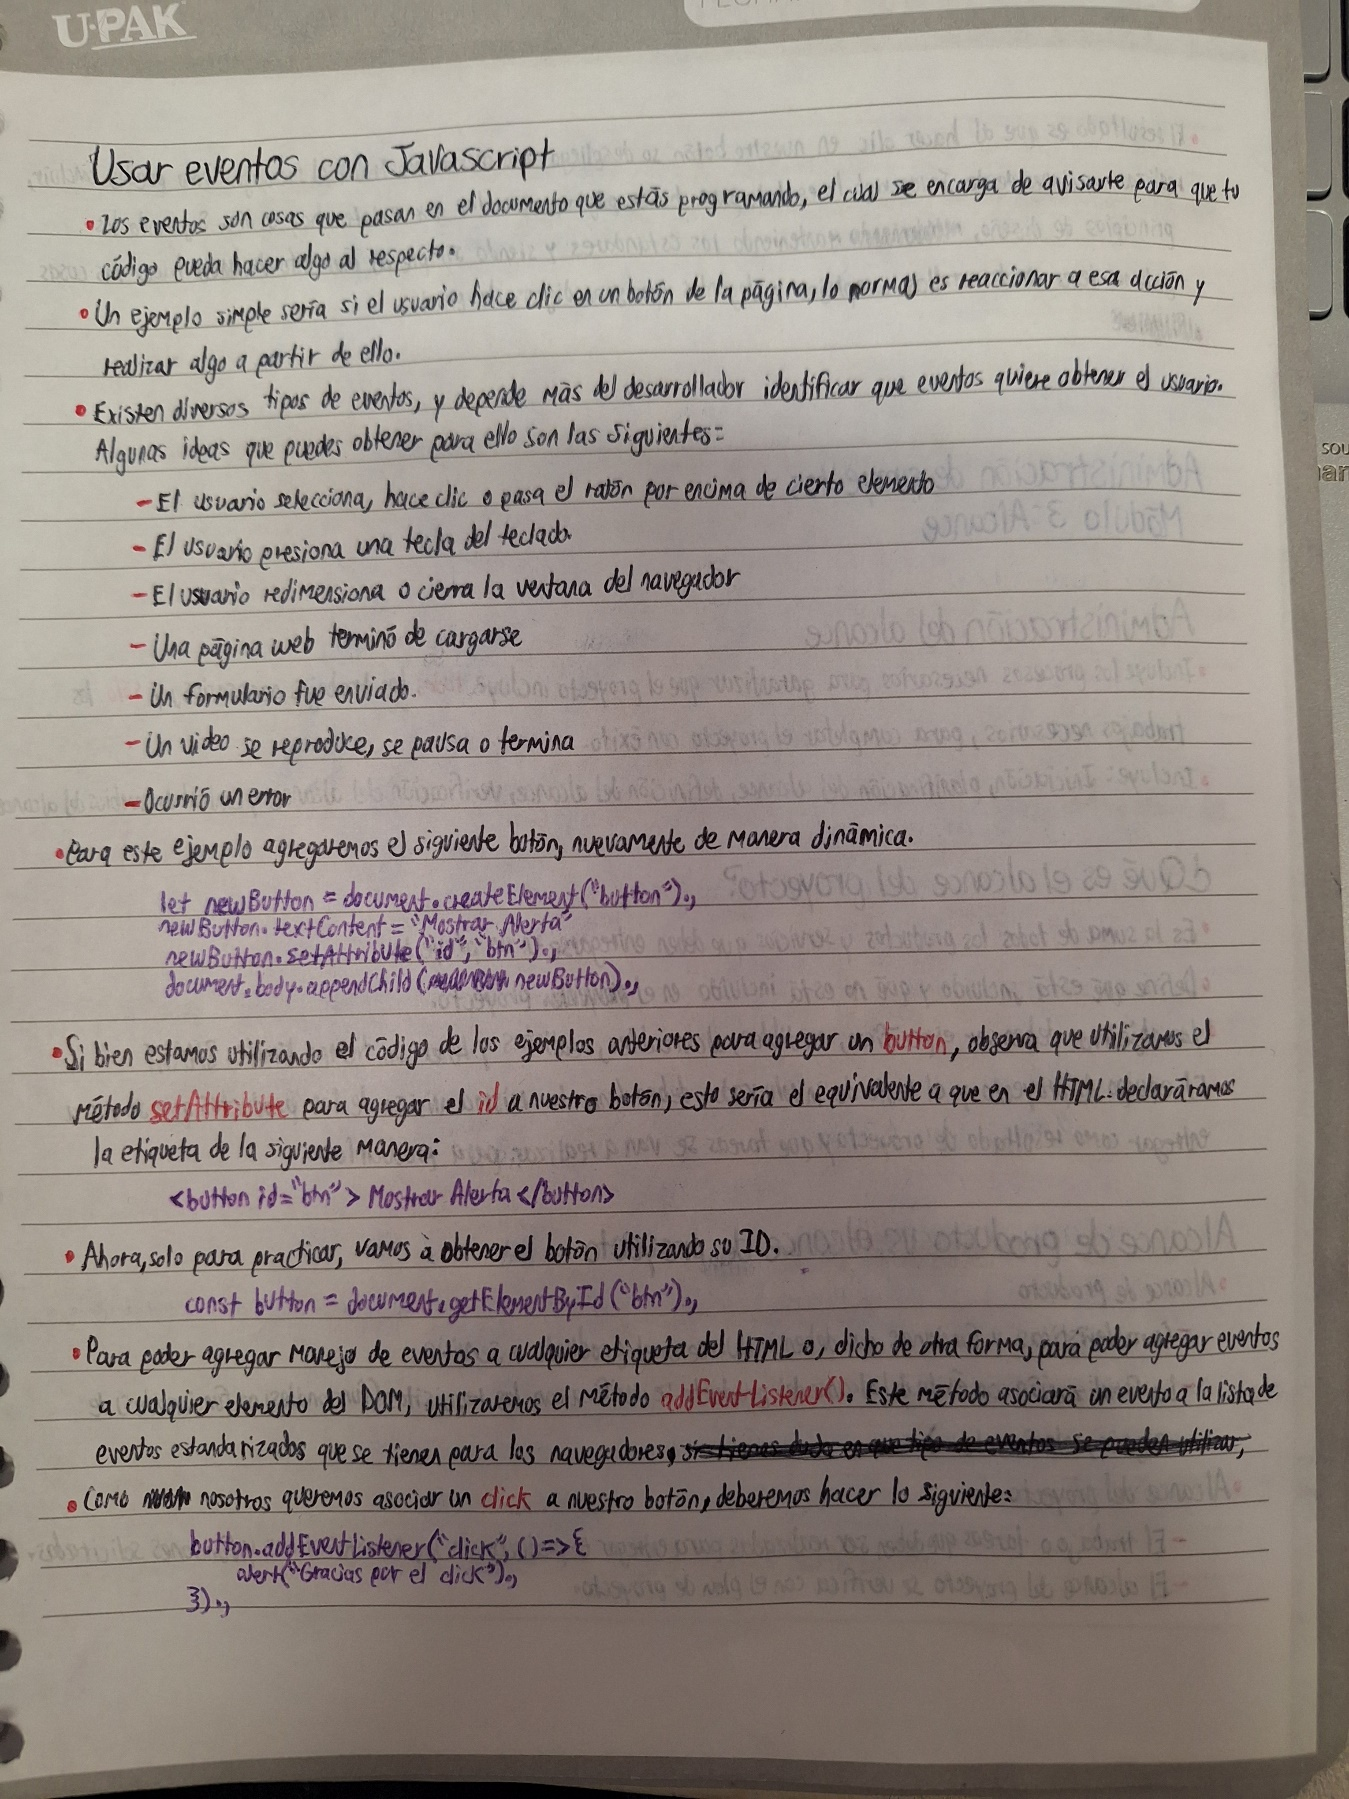 U·PAK
Usar eventos con JavaScript
• Los eventos son cosas que pasan en el documento que estás programando, el cual se encarga de avisarte para que tu
código pueda hacer algo al respecto.
• Un ejemplo simple sería si el usuario hace clic en un botón de la página, lo normal es reaccionar a esa acción y
realizar algo a partir de ello.
• Existen diversos tipos de eventos, y depende más del desarrollador identificar que eventos quiere obtener el usuario.
Algunas ideas que puedes obtener para ello son las siguientes:
- El usuario selecciona, hace clic o pasa el ratón por encima de cierto elemento
- El usuario presiona una tecla del teclado.
- El usuario redimensiona o cierra la ventana del navegador
- Una página web terminó de cargarse
- Un formulario fue enviado.
- Un video se reproduce, se pausa o termina
- Ocurrió un error
• Para este ejemplo agregaremos el siguiente botón, nuevamente de manera dinámica.
let newButton = document.createElement("button");
newButton.textContent = "Mostrar Alerta"
newButton.setAttribute("id", "btn");
document.body.appendChild(newButton);
• Si bien estamos utilizando el código de los ejemplos anteriores para agregar un button, observa que utilizamos el
método setAttribute para agregar el id a nuestro botón, esto sería el equivalente a que en el HTML declaráramos
la etiqueta de la siguiente manera:
<button id="btn"> Mostrar Alerta </button>
• Ahora, solo para practicar, vamos a obtener el botón utilizando su ID.
const button = document.getElementById("btn");
• Para poder agregar manejo de eventos a cualquier etiqueta del HTML o, dicho de otra forma, para poder agregar eventos
a cualquier elemento del DOM, utilizaremos el método addEventListener(). Este método asociará un evento a la lista de
eventos estandarizados que se tienen para los navegadores, si tienes duda en que tipo de eventos se pueden utilizar,
• Como nosotros queremos asociar un click a nuestro botón, deberemos hacer lo siguiente:
button.addEventListener("click", () => {
alert("Gracias por el click");
});